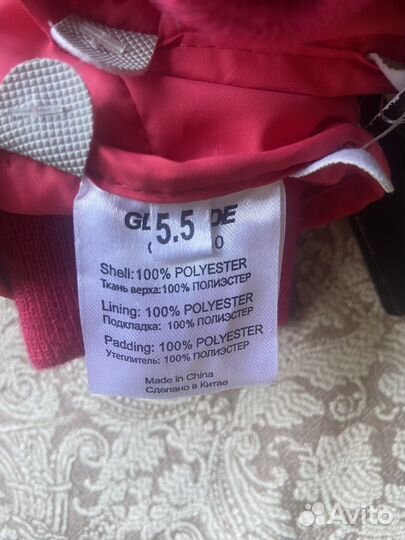 5.5
Shell: 100% POLYESTER
Ткань верха: 100% ПОЛИЭСТЕР
Lining: 100% POLYESTER
Подкладка: 100% ПОЛИЭСТЕР
Padding: 100% POLYESTER
Утеплитель: 100% ПОЛИЭСТЕР
Made in China
Сделано в Китае
Avito